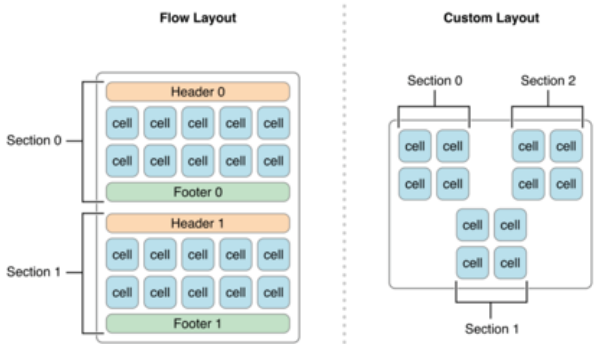 Flow Layout
Header 0
cell cell cell cell cell
Section 0
cell cell cell cell cell
Footer 0
Header 1
cell cell cell cell cell
Section 1
cell cell cell cell cell
Footer 1
Custom Layout
Section 0 Section 2
cell cell cell cell
cell cell cell cell
cell cell
cell cell
Section 1